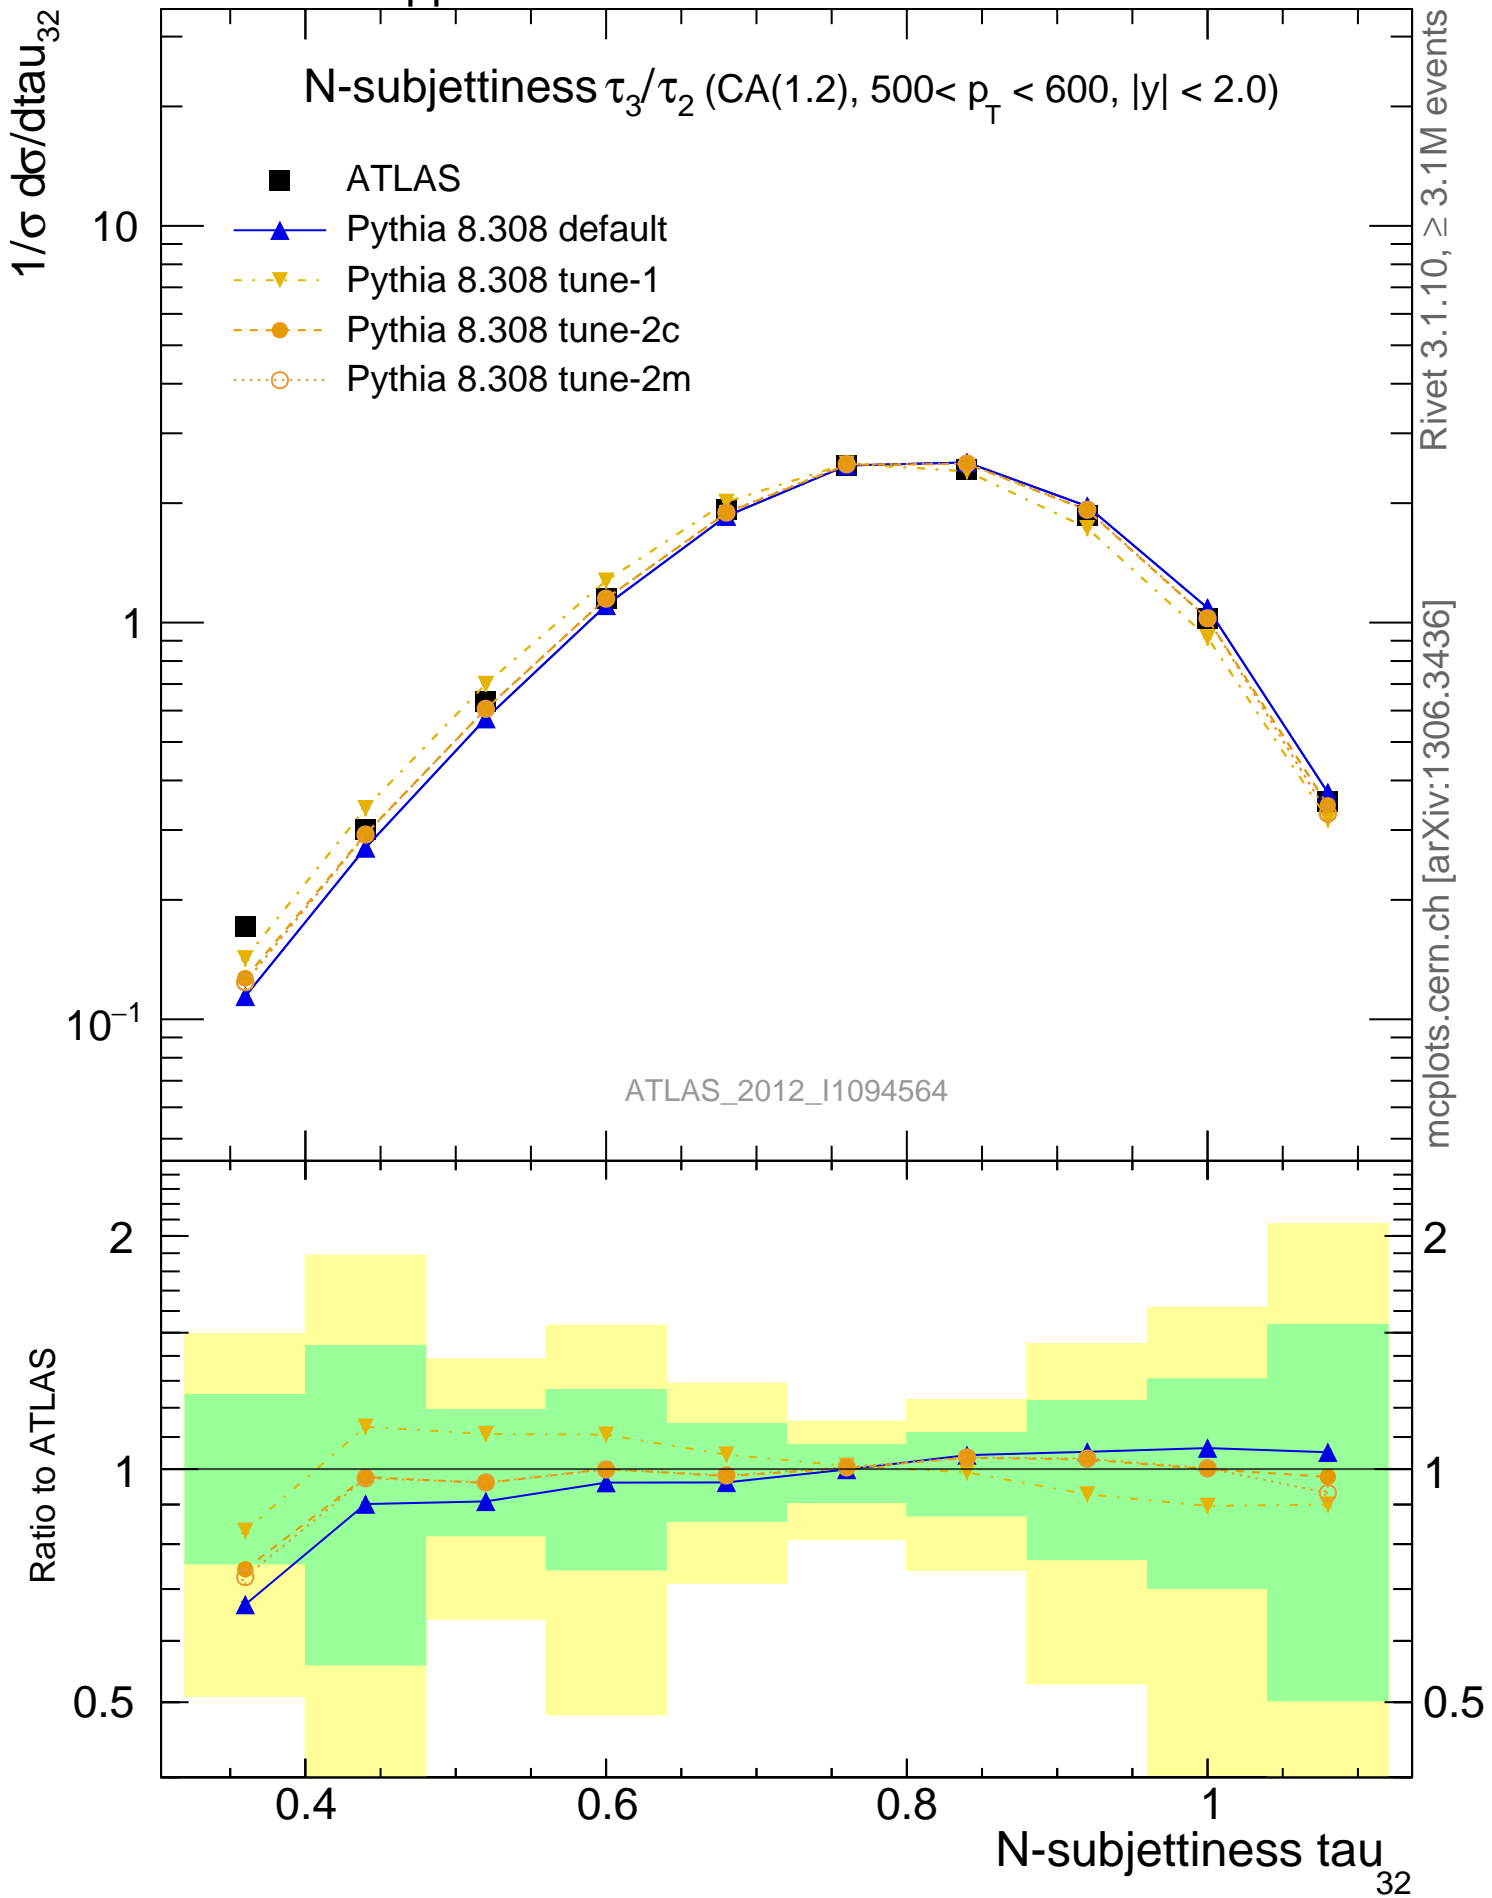 1/σ dσ/dtau₃₂
N-subjettiness τ₃/τ₂ (CA(1.2), 500< p_T < 600, |y| < 2.0)
ATLAS
Pythia 8.308 default
Pythia 8.308 tune-1
Pythia 8.308 tune-2c
Pythia 8.308 tune-2m
10
1
10⁻¹
ATLAS_2012_I1094564
Rivet 3.1.10, ≥ 3.1M events
mcplots.cern.ch [arXiv:1306.3436]
Ratio to ATLAS
2
1
0.5
2
1
0.5
0.4 0.6 0.8 1
N-subjettiness tau₃₂